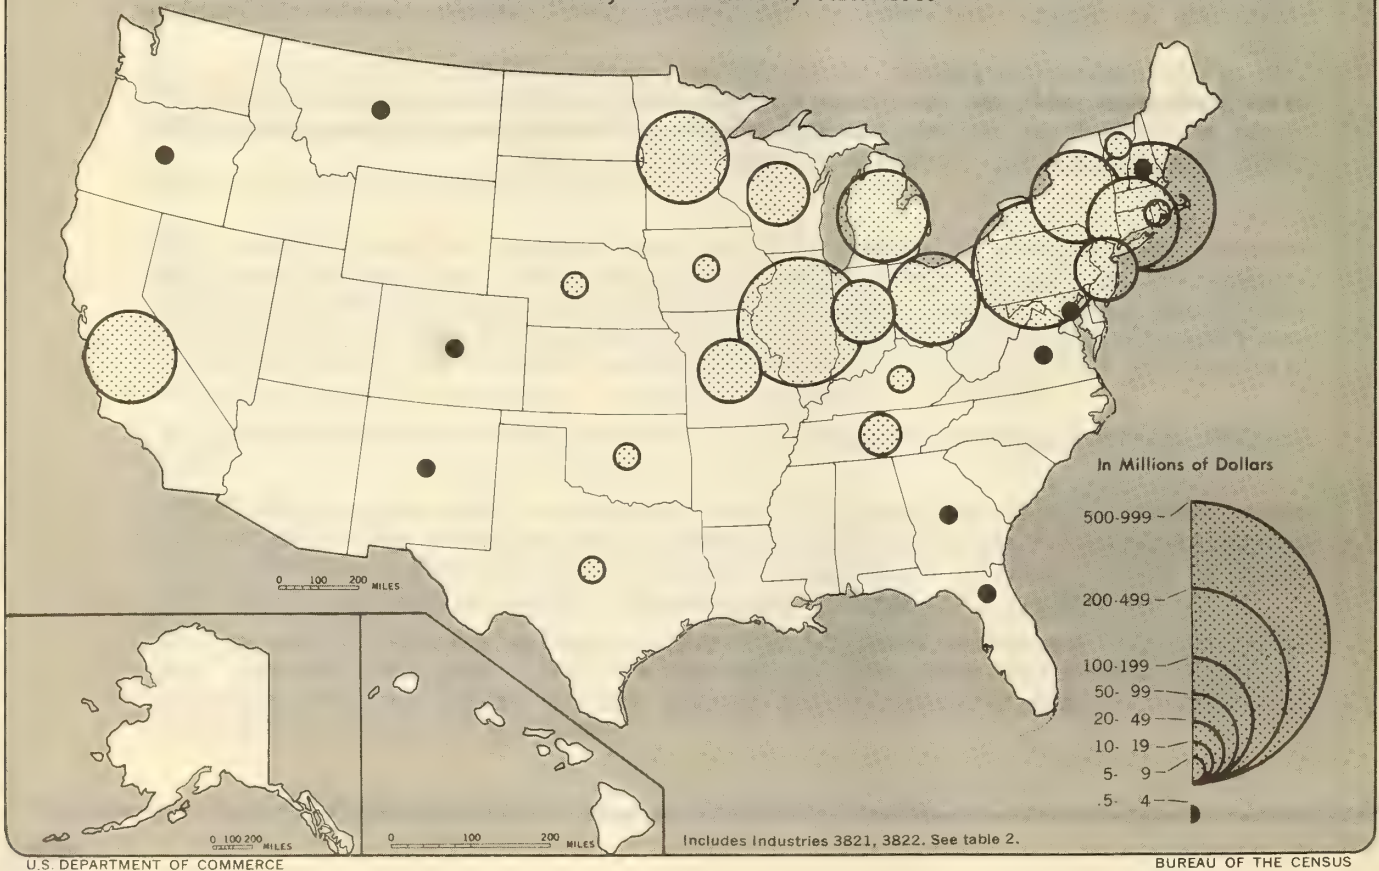 In Millions of Dollars
500-999
200-499
100-199
50- 99
20- 49
10- 19
5- 9
.5- 4
0 100 200 MILES
0 100 200 MILES
0 100 200 MILES
Includes Industries 3821, 3822. See table 2.
U.S. DEPARTMENT OF COMMERCE BUREAU OF THE CENSUS